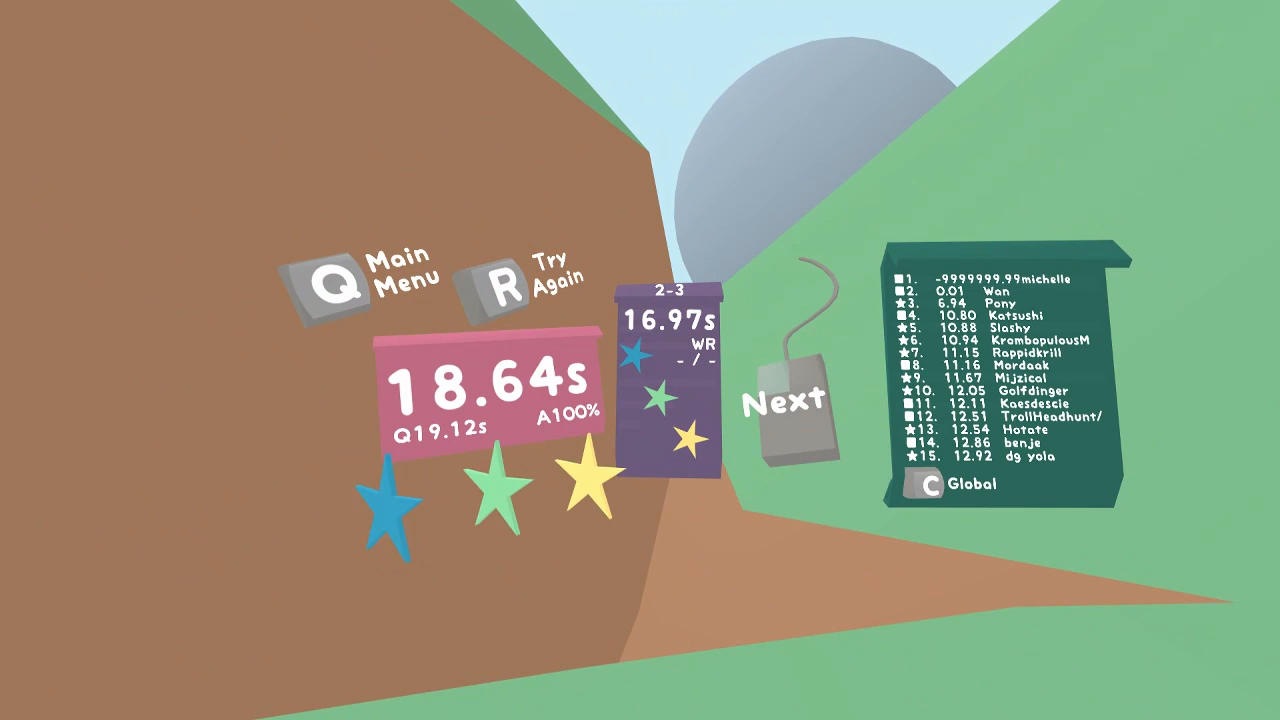 Q Main Menu
R Try Again
18.64s
Q19.12s A100%
2-3
16.97s
WR
- / -
Next
1. -9999999.99michelle
2. 0.01 Wan
3. 6.94 Pony
4. 10.80 Katsushi
5. 10.88 Slashy
6. 10.94 KrombopulousM
7. 11.15 Rappidkrill
8. 11.16 Mordaak
9. 11.67 Mijzical
10. 12.05 Golfdinger
11. 12.11 Kaesdescie
12. 12.51 TrollHeadhunt/
13. 12.54 Hotate
14. 12.86 benje
15. 12.92 dg yola
C Global